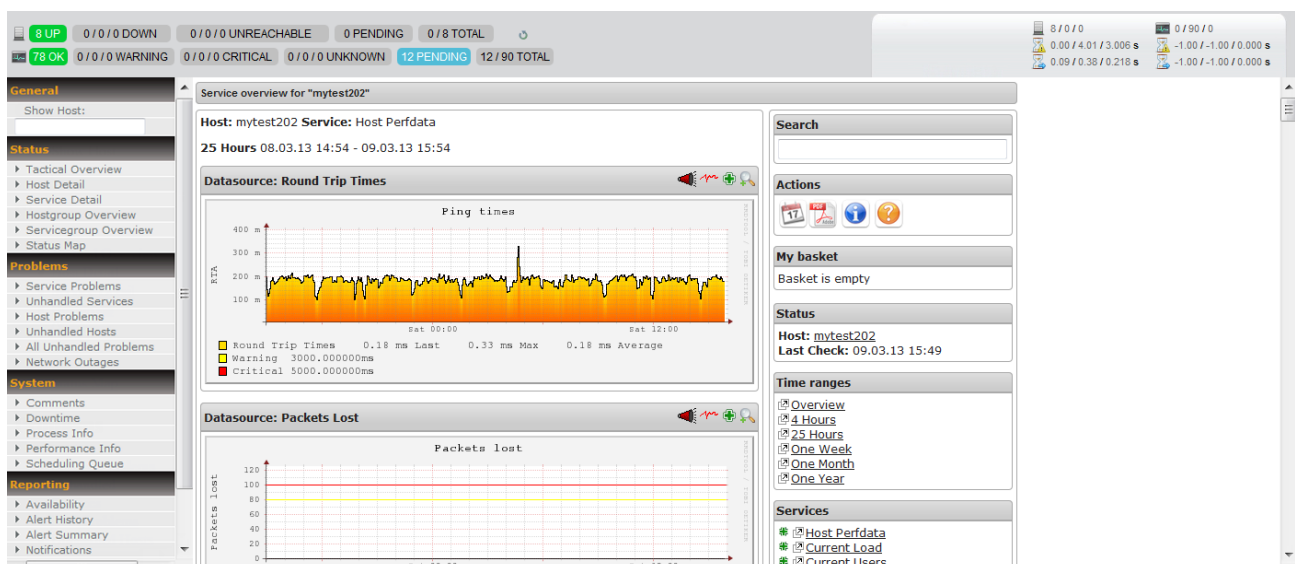 8 UP 0 / 0 / 0 DOWN 0 / 0 / 0 UNREACHABLE 0 PENDING 0 / 8 TOTAL
78 OK 0 / 0 / 0 WARNING 0 / 0 / 0 CRITICAL 0 / 0 / 0 UNKNOWN 12 PENDING 12 / 90 TOTAL
8 / 0 / 0 0 / 90 / 0
0.00 / 4.01 / 3.006 s -1.00 / -1.00 / 0.000 s
0.09 / 0.38 / 0.218 s -1.00 / -1.00 / 0.000 s
General
Show Host:
Status
Tactical Overview
Host Detail
Service Detail
Hostgroup Overview
Servicegroup Overview
Status Map
Problems
Service Problems
Unhandled Services
Host Problems
Unhandled Hosts
All Unhandled Problems
Network Outages
System
Comments
Downtime
Process Info
Performance Info
Scheduling Queue
Reporting
Availability
Alert History
Alert Summary
Notifications
Service overview for "mytest202"
Host: mytest202 Service: Host Perfdata
25 Hours 08.03.13 14:54 - 09.03.13 15:54
Datasource: Round Trip Times
Ping times
400 m
300 m
200 m
100 m
RTA
Sat 00:00 Sat 12:00
Round Trip Times 0.18 ms Last 0.33 ms Max 0.18 ms Average
Warning 3000.000000ms
Critical 5000.000000ms
Datasource: Packets Lost
Packets lost
120
100
80
60
40
20
0
Packets lost
Search
Actions
17
PDF
Adobe
My basket
Basket is empty
Status
Host: mytest202
Last Check: 09.03.13 15:49
Time ranges
Overview
4 Hours
25 Hours
One Week
One Month
One Year
Services
Host Perfdata
Current Load
Current Users